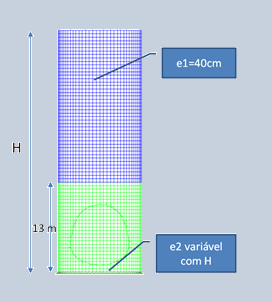 e1=40cm
H
13 m
e2 variável
com H